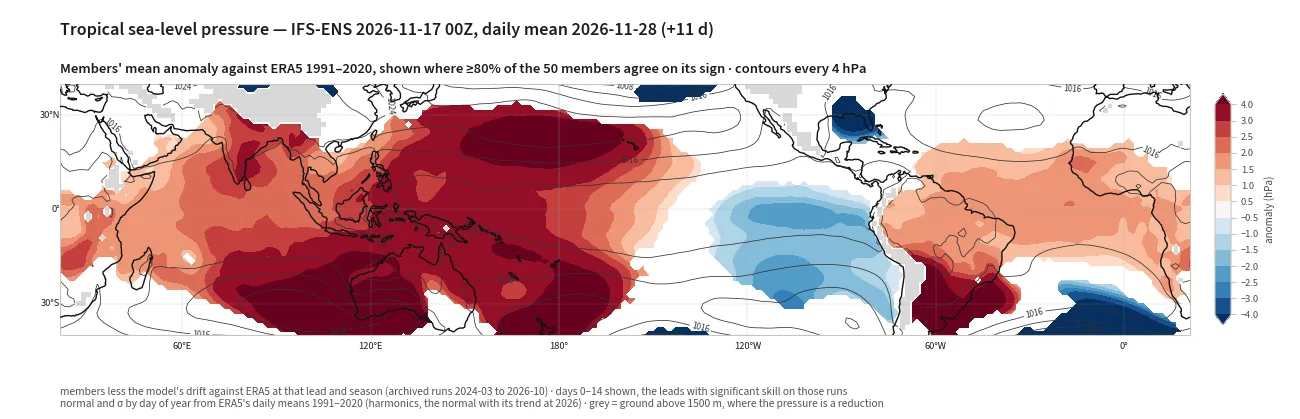 Tropical sea-level pressure — IFS-ENS 2026-11-17 00Z, daily mean 2026-11-28 (+11 d)
Members' mean anomaly against ERA5 1991–2020, shown where ≥80% of the 50 members agree on its sign · contours every 4 hPa
1024 1024 1008 1016 1016 1016 1016
30°N 1016 1016 1016
0°
30°S 1016 1016 1016 1016
60°E 120°E 180° 120°W 60°W 0°
4.0
3.0
2.0
1.5
1.0
0.5
−0.5
−1.0
−1.5
−2.0
−3.0
−4.0
anomaly (hPa)
members less the model's drift against ERA5 at that lead and season (archived runs 2024-03 to 2026-10) · days 0–14 shown, the leads with significant skill on those runs
normal and σ by day of year from ERA5's daily means 1991–2020 (harmonics, the normal with its trend at 2026) · grey = ground above 1500 m, where the pressure is a reduction